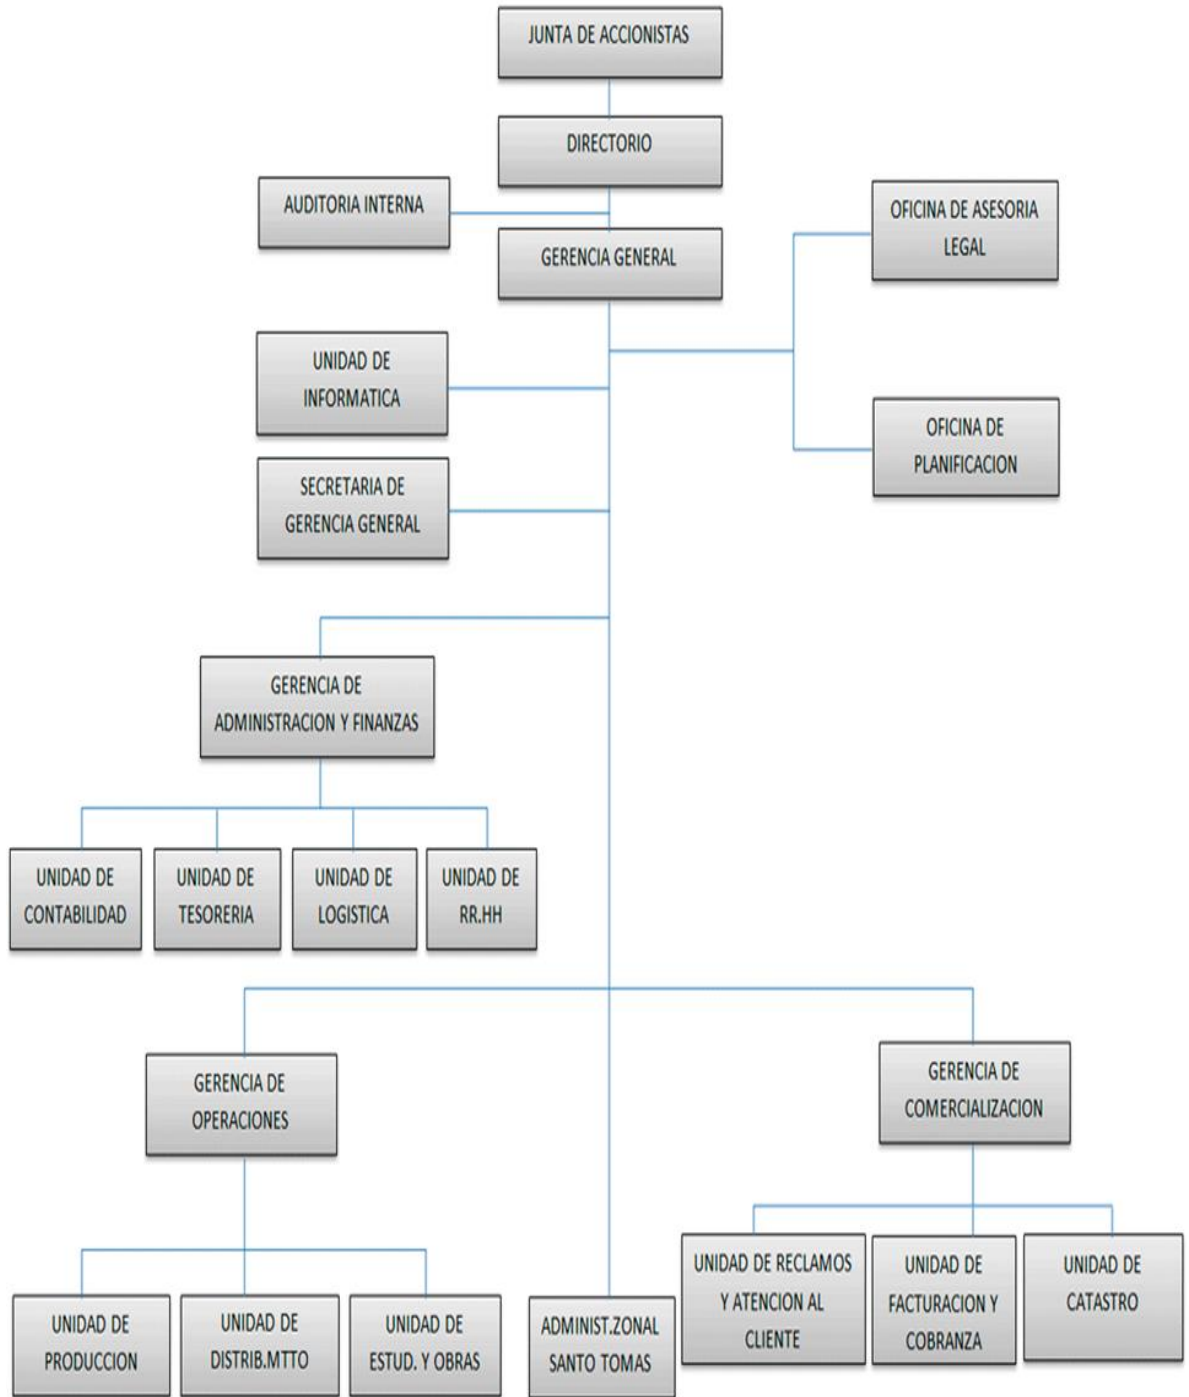 JUNTA DE ACCIONISTAS
DIRECTORIO
AUDITORIA INTERNA
OFICINA DE ASESORIA
LEGAL
GERENCIA GENERAL
UNIDAD DE
INFORMATICA
OFICINA DE
PLANIFICACION
SECRETARIA DE
GERENCIA GENERAL
GERENCIA DE
ADMINISTRACION Y FINANZAS
UNIDAD DE
CONTABILIDAD
UNIDAD DE
TESORERIA
UNIDAD DE
LOGISTICA
UNIDAD DE
RR.HH
GERENCIA DE
OPERACIONES
GERENCIA DE
COMERCIALIZACION
UNIDAD DE
PRODUCCION
UNIDAD DE
DISTRIB.MTTO
UNIDAD DE
ESTUD. Y OBRAS
ADMINIST.ZONAL
SANTO TOMAS
UNIDAD DE RECLAMOS
Y ATENCION AL
CLIENTE
UNIDAD DE
FACTURACION Y
COBRANZA
UNIDAD DE
CATASTRO